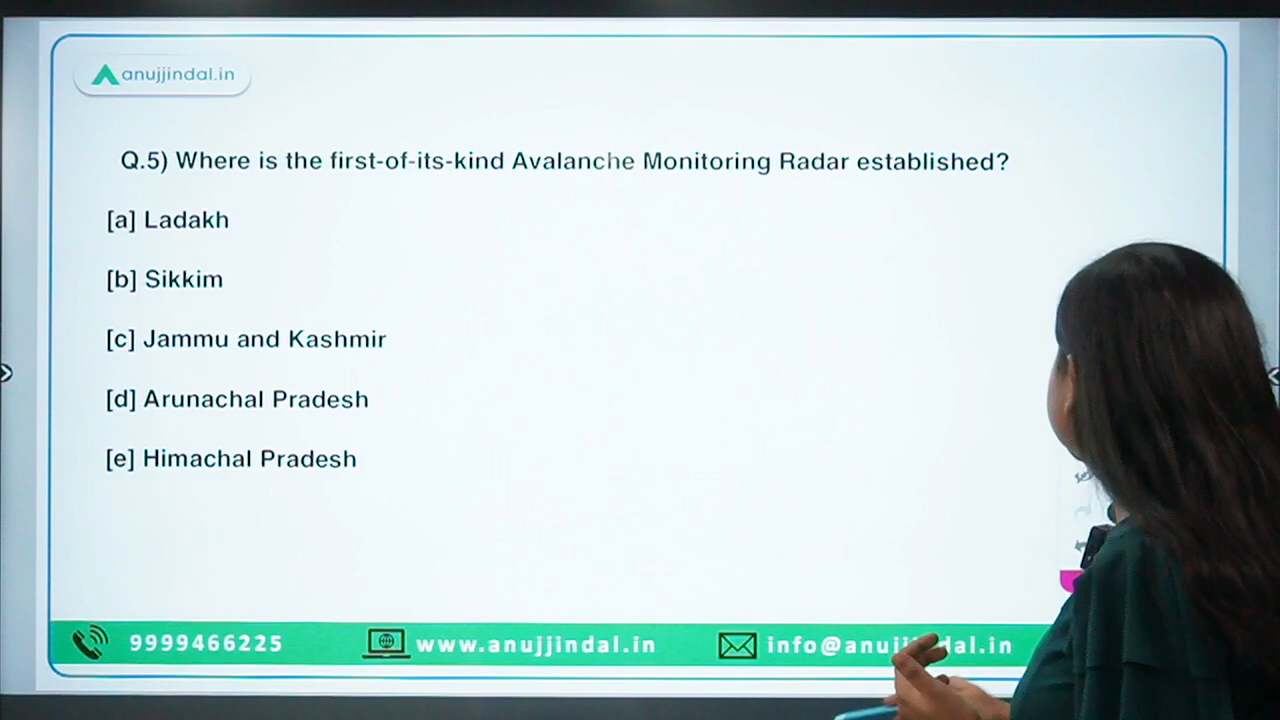 anujjindal.in
Q.5) Where is the first-of-its-kind Avalanche Monitoring Radar established?
[a] Ladakh
[b] Sikkim
[c] Jammu and Kashmir
[d] Arunachal Pradesh
[e] Himachal Pradesh
9999466225 www.anujjindal.in